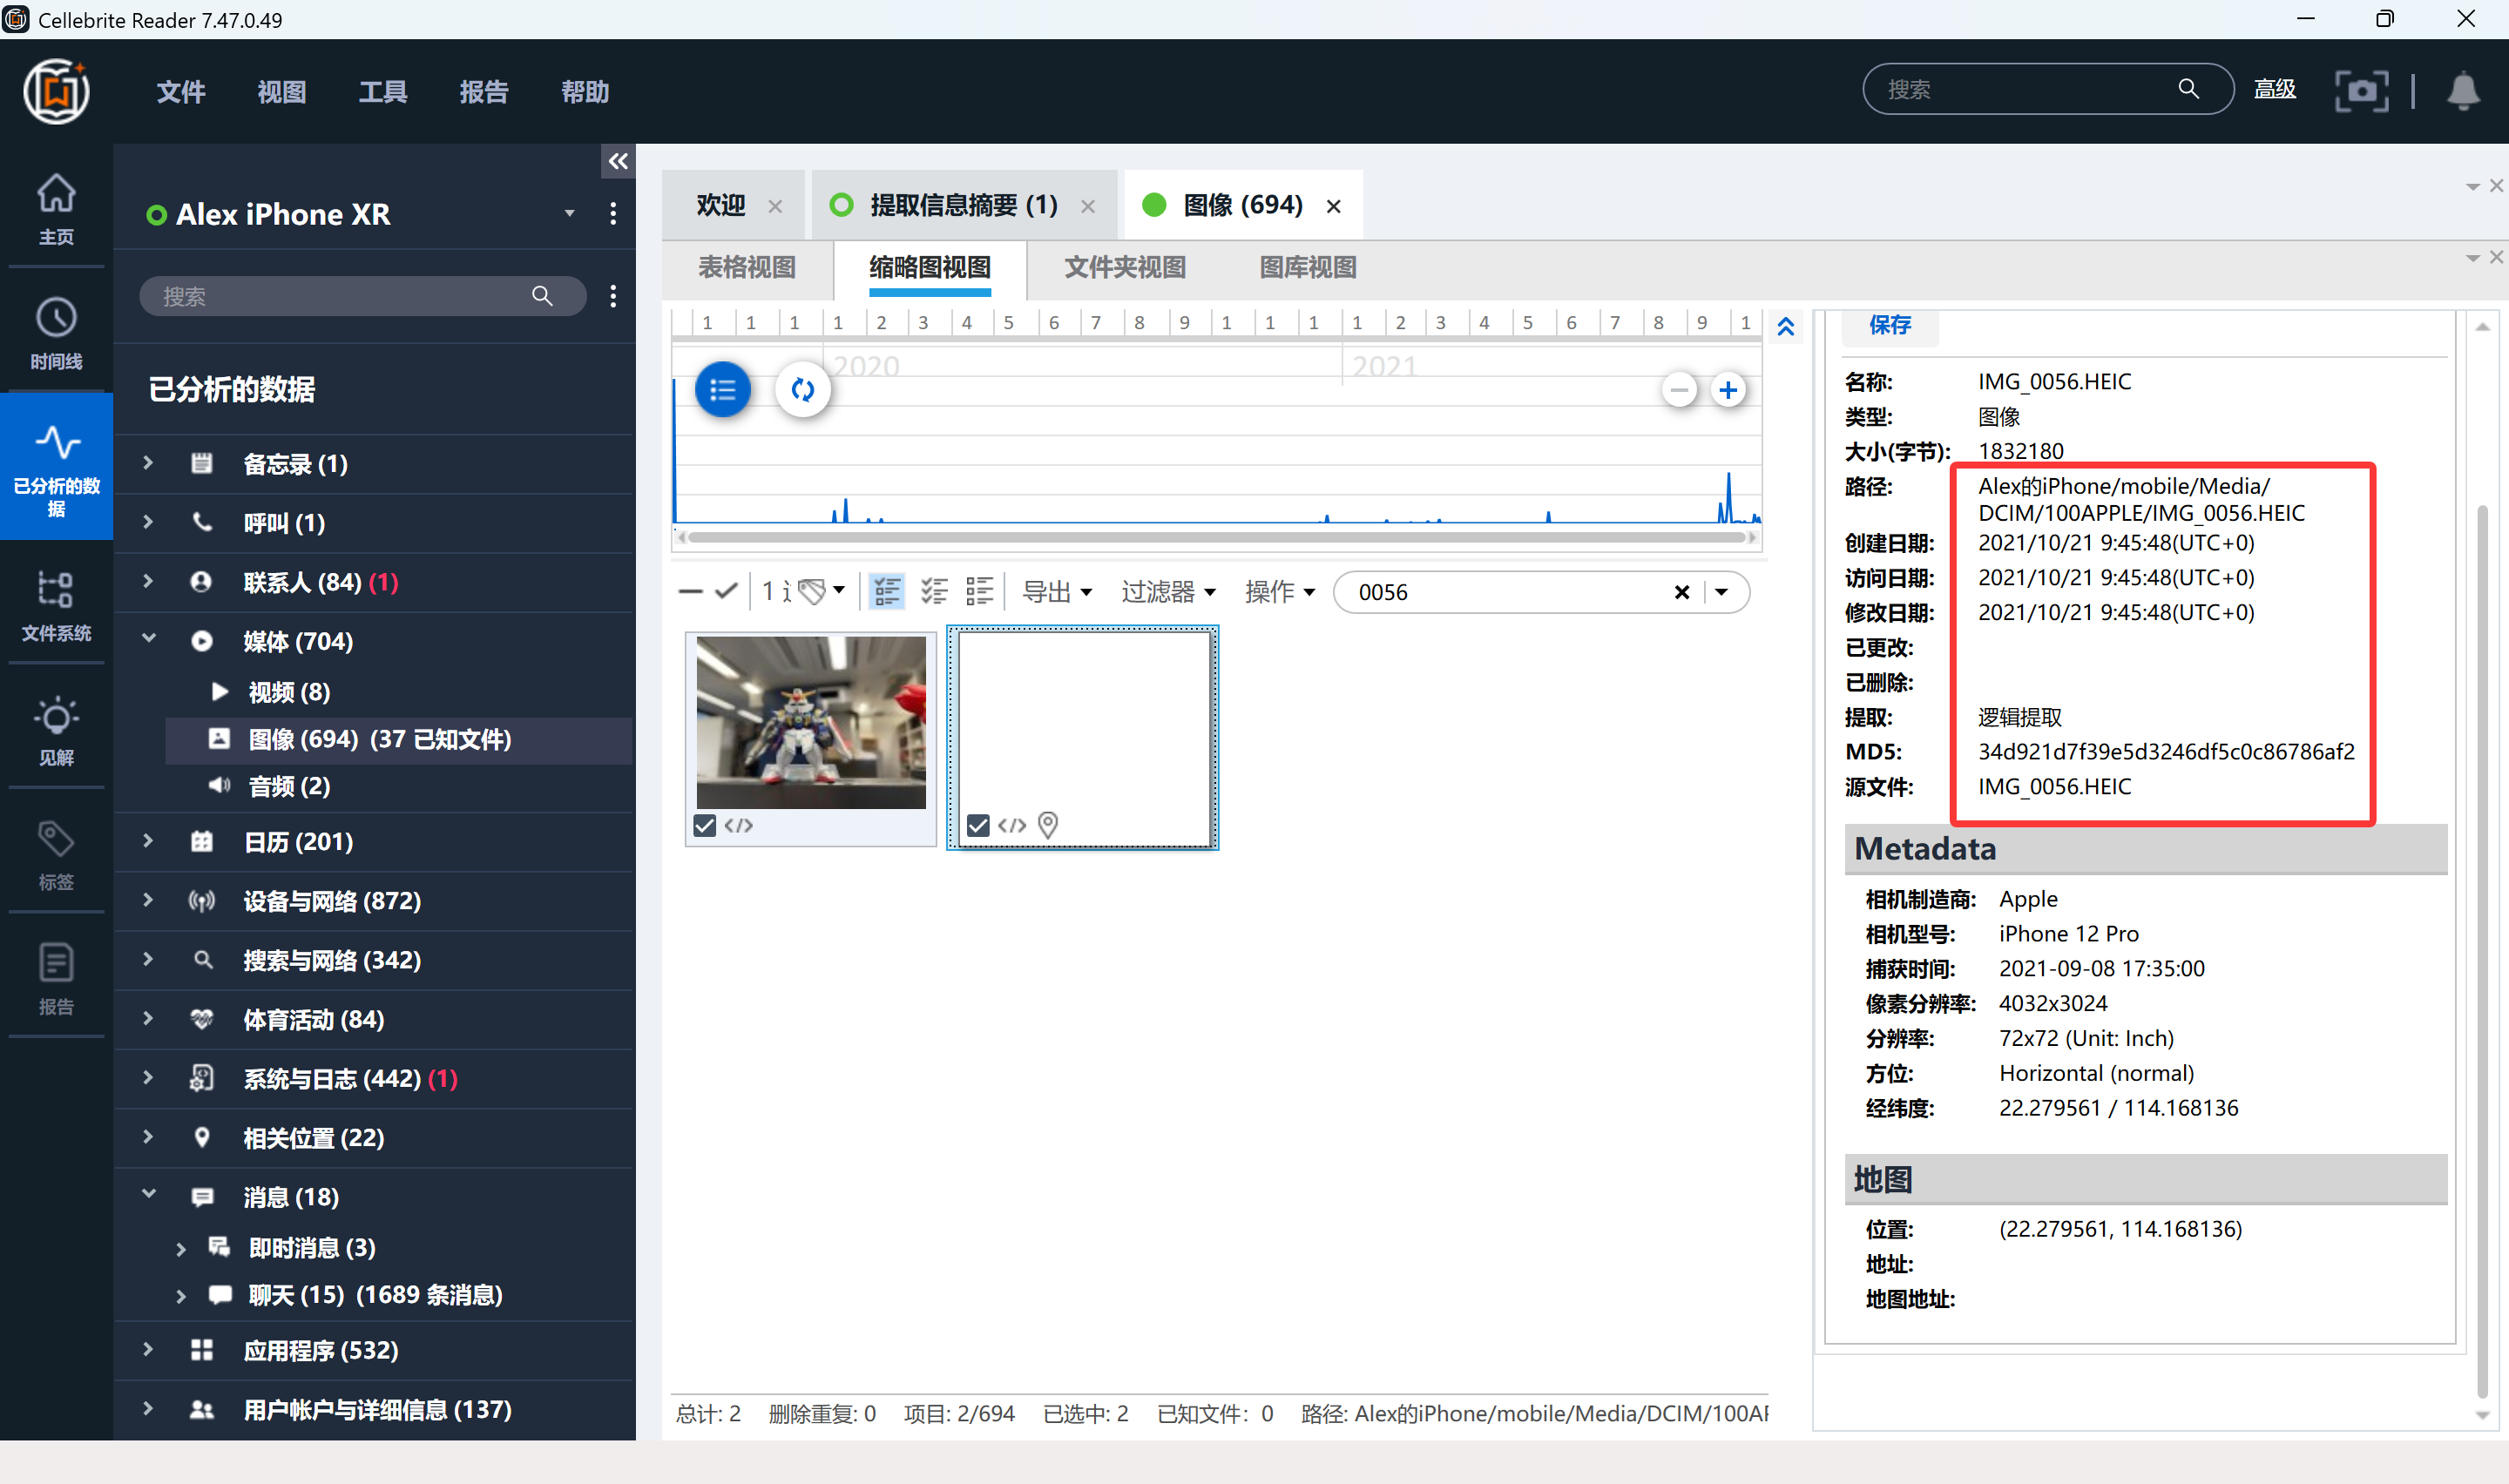 Cellebrite Reader 7.47.0.49
文件 视图 工具 报告 帮助
搜索
高级
主页
时间线
已分析的数据
文件系统
见解
标签
报告
Alex iPhone XR
搜索
已分析的数据
备忘录 (1)
呼叫 (1)
联系人 (84) (1)
媒体 (704)
视频 (8)
图像 (694) (37 已知文件)
音频 (2)
日历 (201)
设备与网络 (872)
搜索与网络 (342)
体育活动 (84)
系统与日志 (442) (1)
相关位置 (22)
消息 (18)
即时消息 (3)
聊天 (15) (1689 条消息)
应用程序 (532)
用户帐户与详细信息 (137)
欢迎
提取信息摘要 (1)
图像 (694)
表格视图 缩略图视图 文件夹视图 图库视图
1 1 1 1 2 3 4 5 6 7 8 9 1 1 1 1 2 3 4 5 6 7 8 9 1
2020 2021
1 导出 过滤器 操作 0056
总计: 2 删除重复: 0 项目: 2/694 已选中: 2 已知文件: 0 路径: Alex的iPhone/mobile/Media/DCIM/100AP
保存
名称: IMG_0056.HEIC
类型: 图像
大小(字节): 1832180
路径: Alex的iPhone/mobile/Media/
DCIM/100APPLE/IMG_0056.HEIC
创建日期: 2021/10/21 9:45:48(UTC+0)
访问日期: 2021/10/21 9:45:48(UTC+0)
修改日期: 2021/10/21 9:45:48(UTC+0)
已更改:
已删除:
提取: 逻辑提取
MD5: 34d921d7f39e5d3246df5c0c86786af2
源文件: IMG_0056.HEIC
Metadata
相机制造商: Apple
相机型号: iPhone 12 Pro
捕获时间: 2021-09-08 17:35:00
像素分辨率: 4032x3024
分辨率: 72x72 (Unit: Inch)
方位: Horizontal (normal)
经纬度: 22.279561 / 114.168136
地图
位置: (22.279561, 114.168136)
地址:
地图地址: